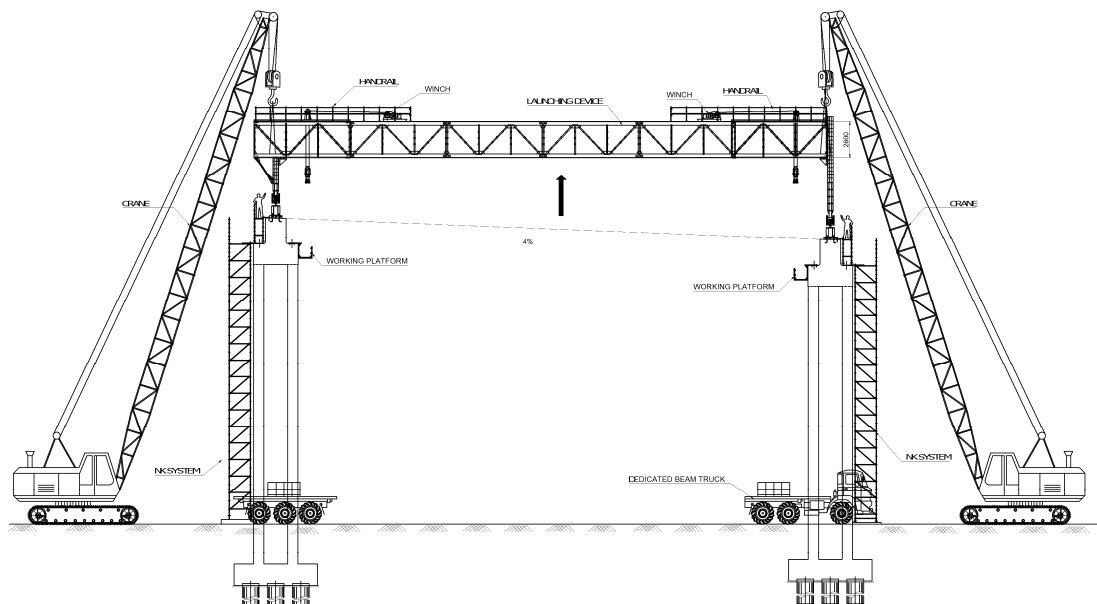 HANDRAIL
WINCH
LAUNCHING DEVICE
WINCH
HANDRAIL
2600
CRANE
CRANE
4%
WORKING PLATFORM
WORKING PLATFORM
NK SYSTEM
DEDICATED BEAM TRUCK
NK SYSTEM